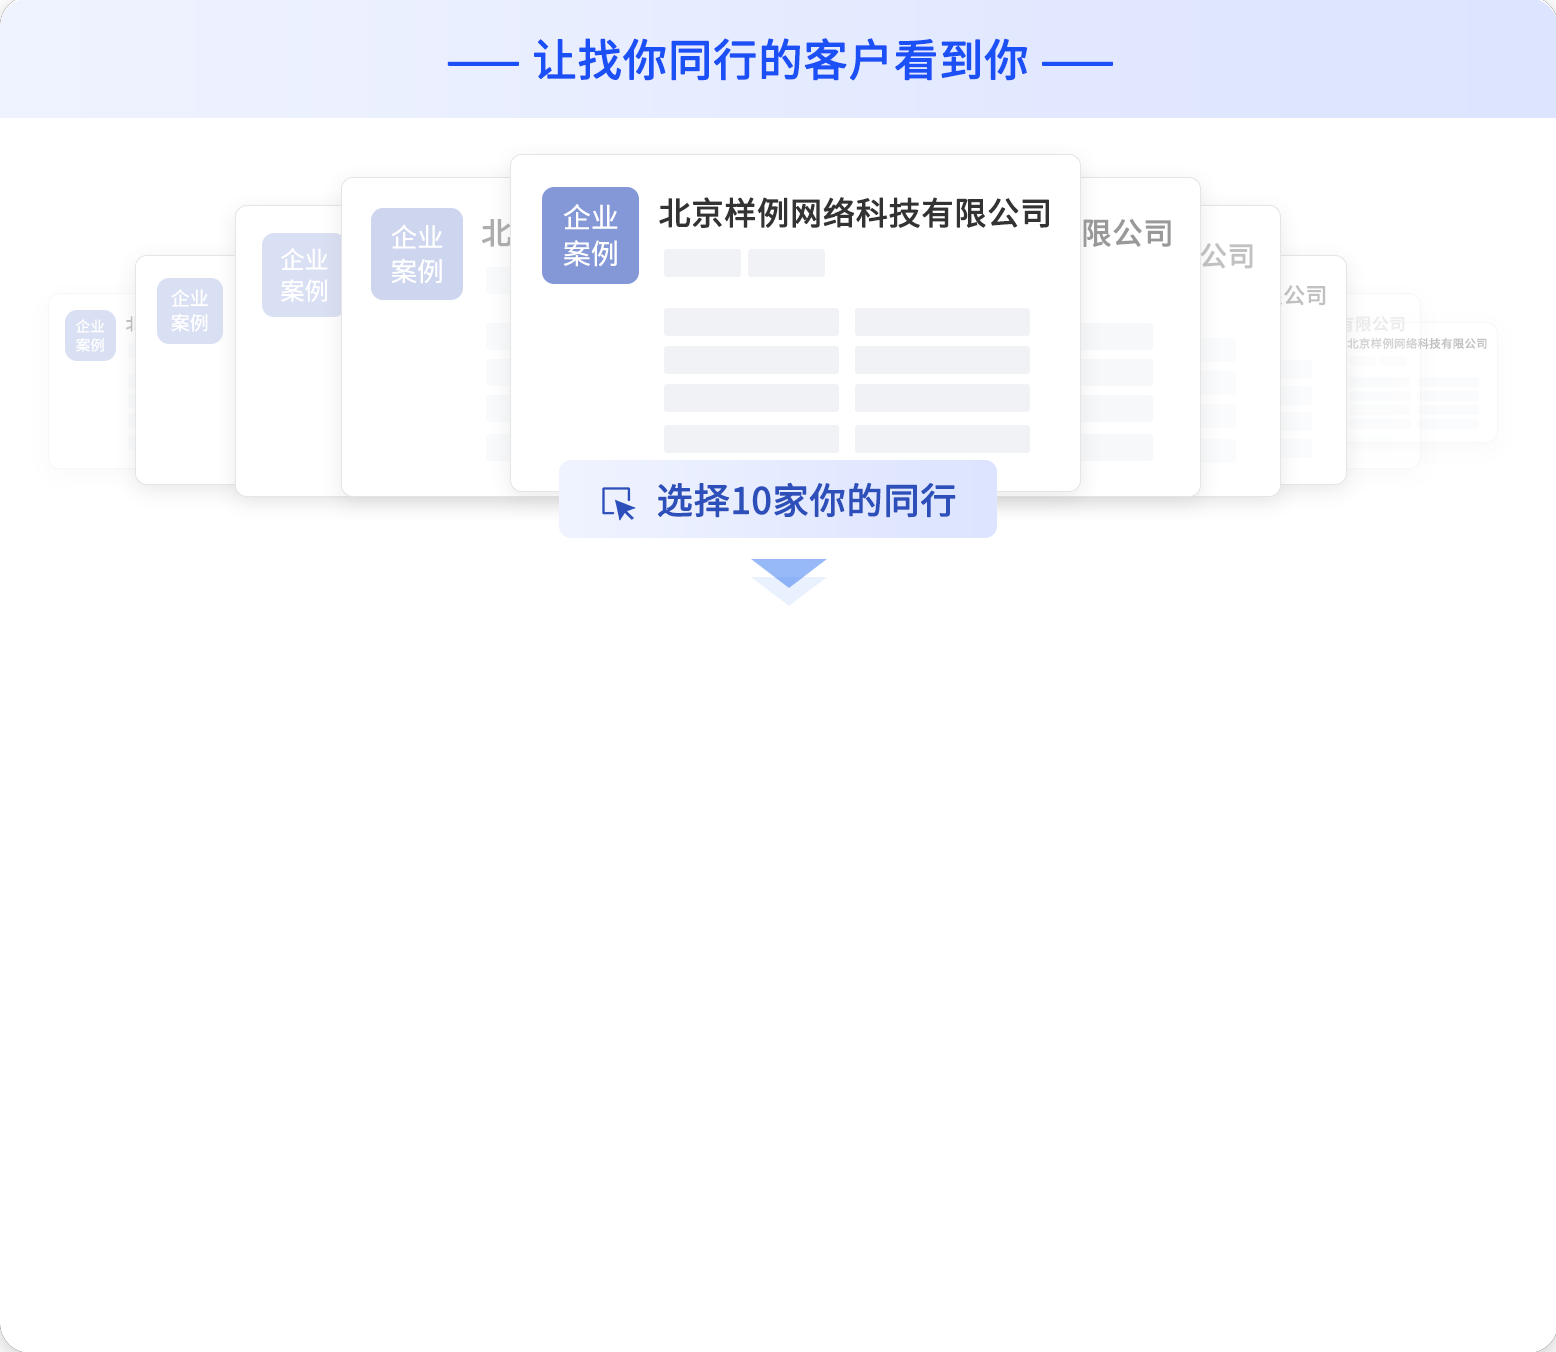 让找你同行的客户看到你
企业
案例
北京样例网络科技有限公司
企业
案例
北
限公司
企业
案例
公司
企业
案例
公司
企业
案例
有限公司
北京样例网络科技有限公司
选择10家你的同行